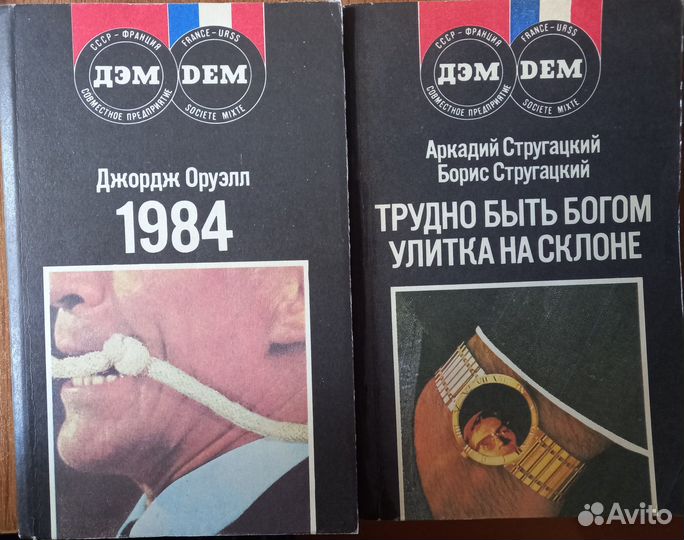 СССР - ФРАНЦИЯ
ДЭМ
СОВМЕСТНОЕ ПРЕДПРИЯТИЕ
FRANCE - URSS
DEM
SOCIETE MIXTE
Джордж Оруэлл
1984
СССР - ФРАНЦИЯ
ДЭМ
СОВМЕСТНОЕ ПРЕДПРИЯТИЕ
FRANCE - URSS
DEM
SOCIETE MIXTE
Аркадий Стругацкий
Борис Стругацкий
ТРУДНО БЫТЬ БОГОМ
УЛИТКА НА СКЛОНЕ
Avito